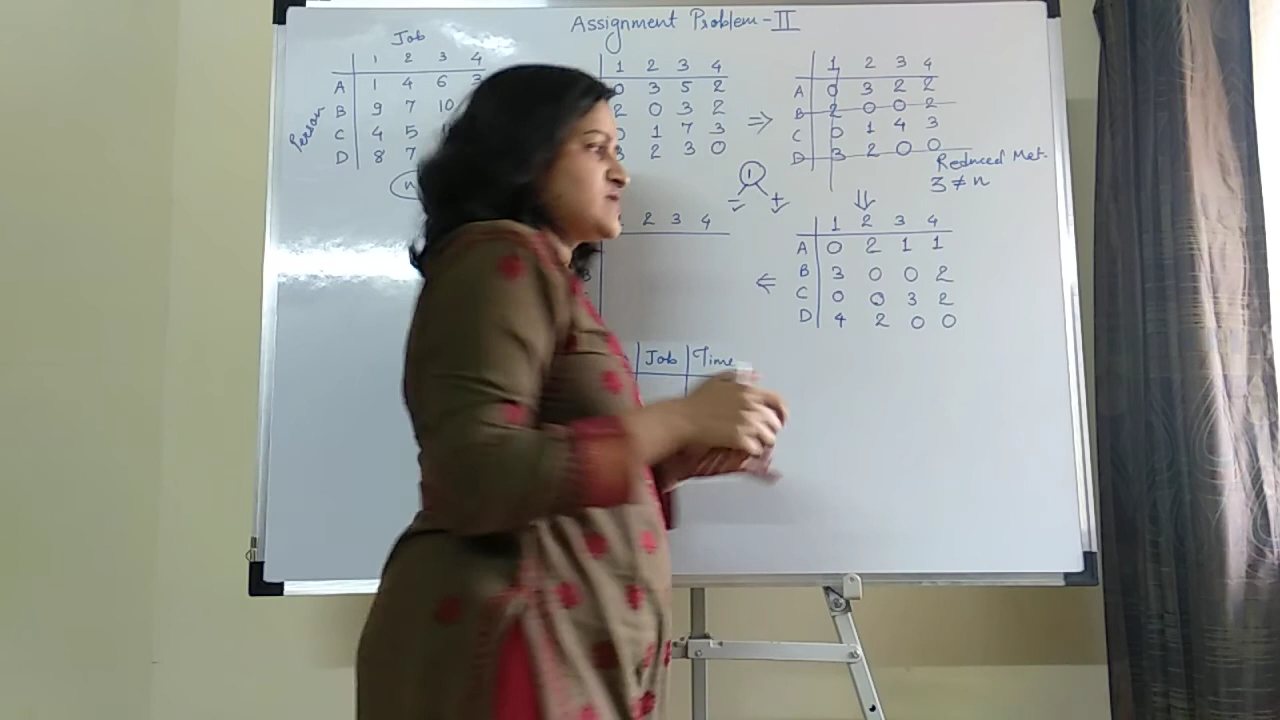 Assignment Problem - II
Job
1 2 3 4
A 1 4 6 3
B 9 7 10
C 4 5
D 8 7
Person
1 2 3 4
0 3 5 2
2 0 3 2
0 1 7 3
3 2 3 0
⇒
1 2 3 4
A 0 3 2 2
B 2 0 0 2
C 0 1 4 3
D 3 2 0 0
Reduced Mat.
3 ≠ n
1
- +
⇓
1 2 3 4
A 0 2 1 1
B 3 0 0 2
C 0 0 3 2
D 4 2 0 0
⇐
2 3 4
Job Time